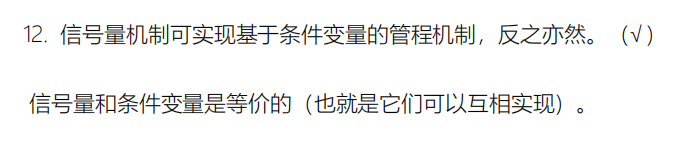 12. 信号量机制可实现基于条件变量的管程机制，反之亦然。（√）
信号量和条件变量是等价的（也就是它们可以互相实现）。